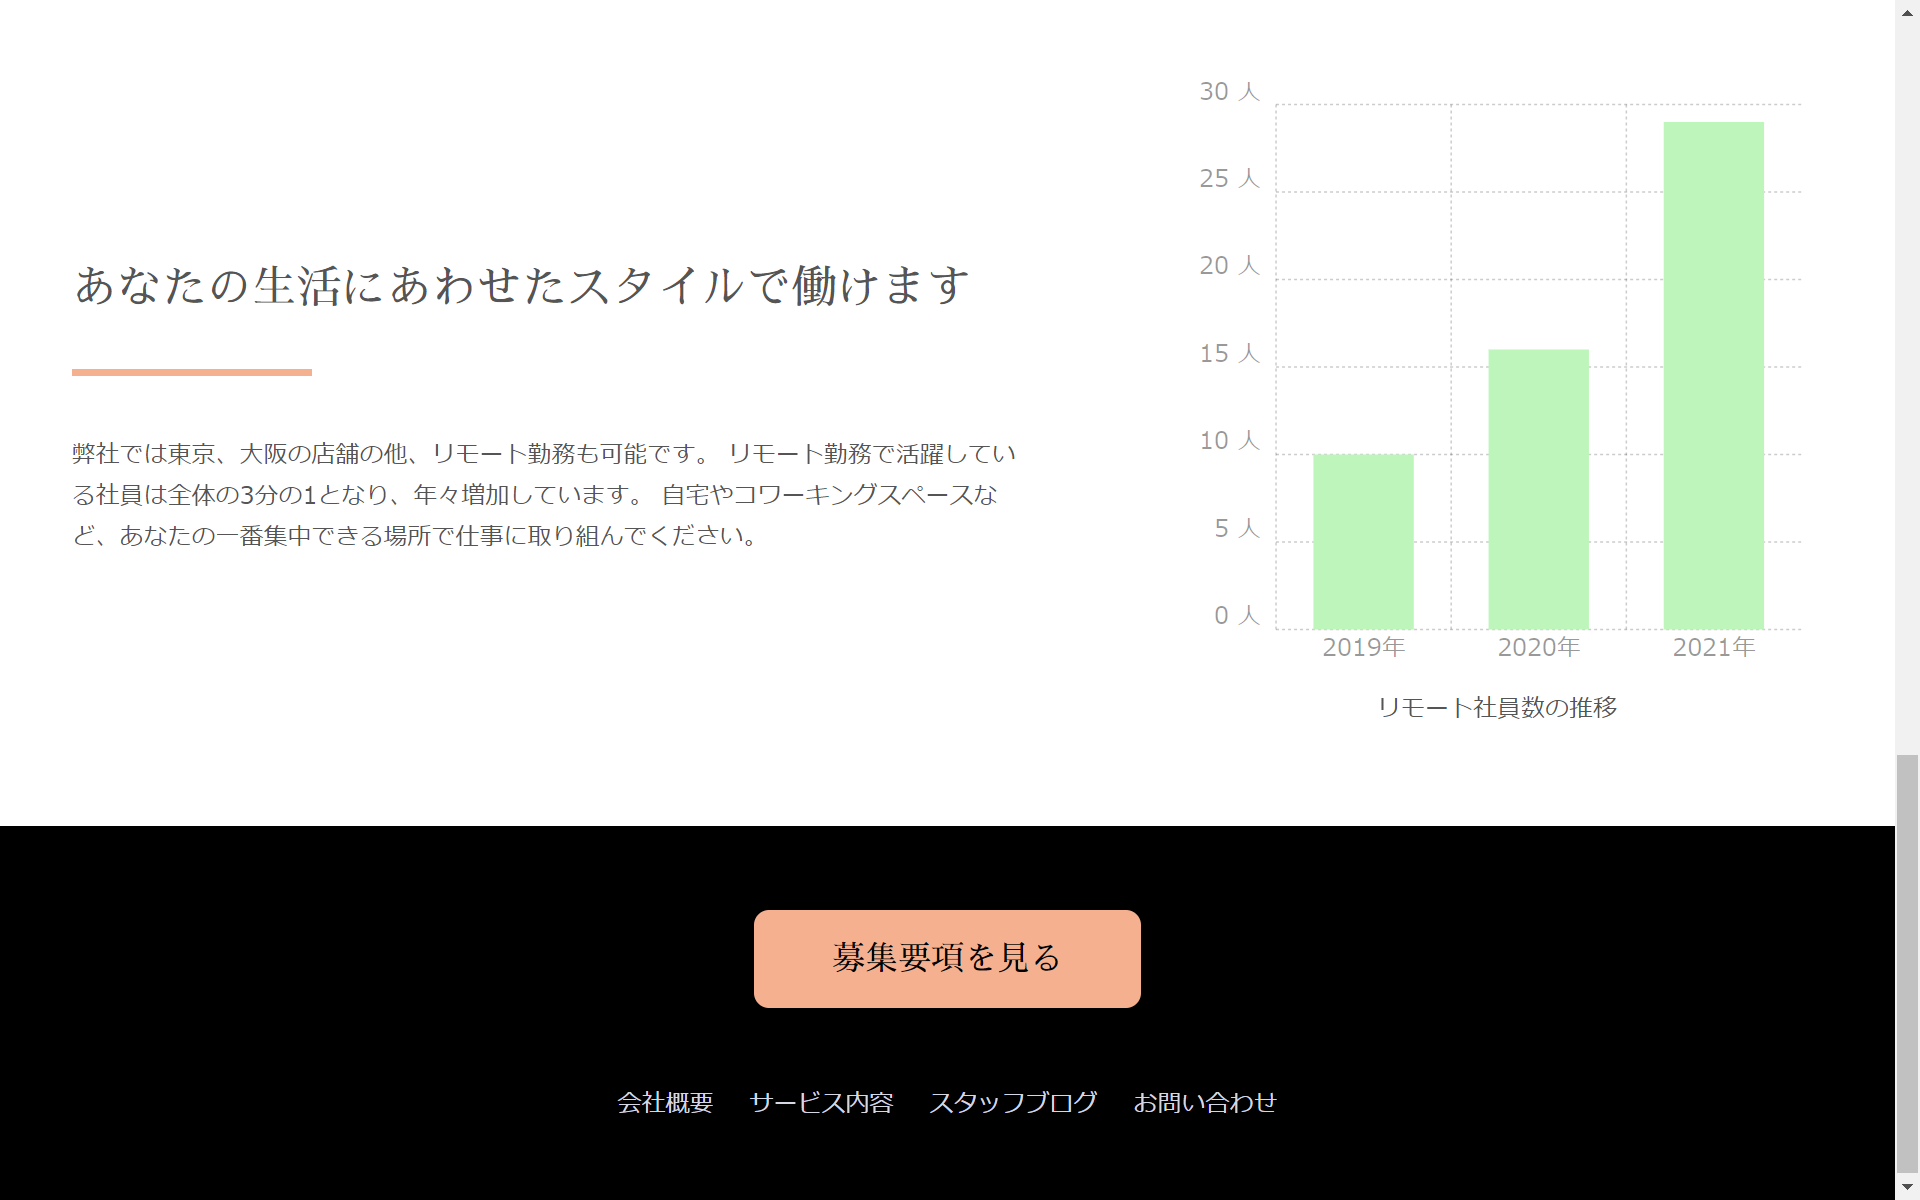 あなたの生活にあわせたスタイルで働けます
弊社では東京、大阪の店舗の他、リモート勤務も可能です。 リモート勤務で活躍してい
る社員は全体の3分の1となり、年々増加しています。 自宅やコワーキングスペースな
ど、あなたの一番集中できる場所で仕事に取り組んでください。
30 人
25 人
20 人
15 人
10 人
5 人
0 人
2019年 2020年 2021年
リモート社員数の推移
募集要項を見る
会社概要 サービス内容 スタッフブログ お問い合わせ